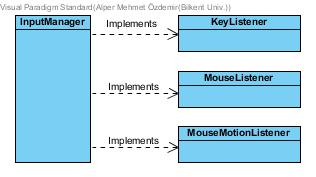 Visual Paradigm Standard(Alper Mehmet Özdemir(Bilkent Univ.))
InputManager
Implements
KeyListener
Implements
MouseListener
Implements
MouseMotionListener